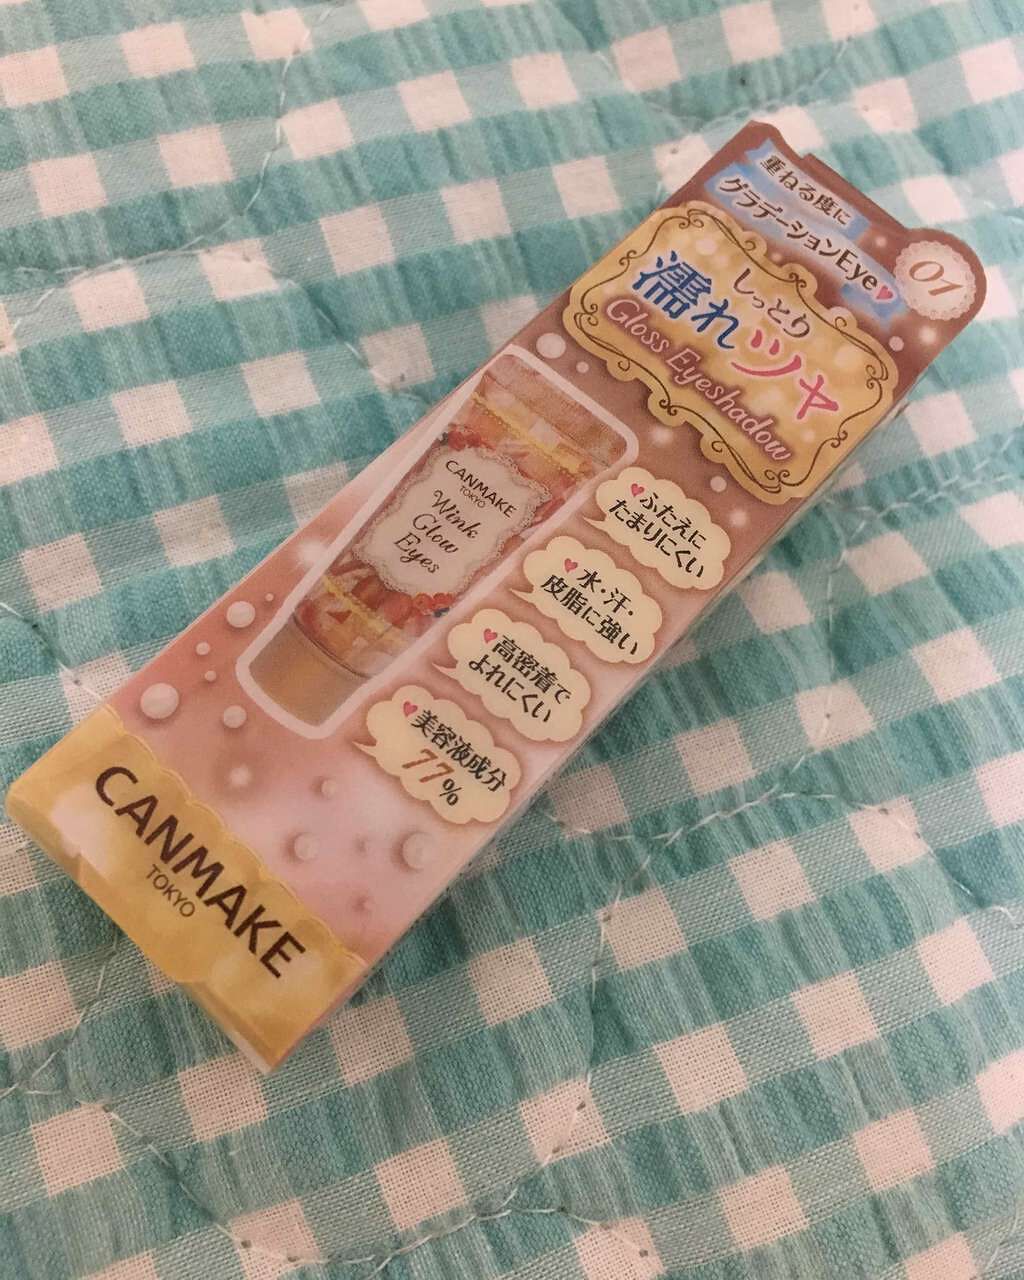 重ねる度に
グラデーションEye
01
しっとり
濡れツヤ
Gloss Eyeshadow
CANMAKE
TOKYO
Wink
Glow
Eyes
ふたえに
たまりにくい
水・汗・
皮脂に強い
高密着で
よれにくい
美容液成分
77%
CANMAKE
TOKYO